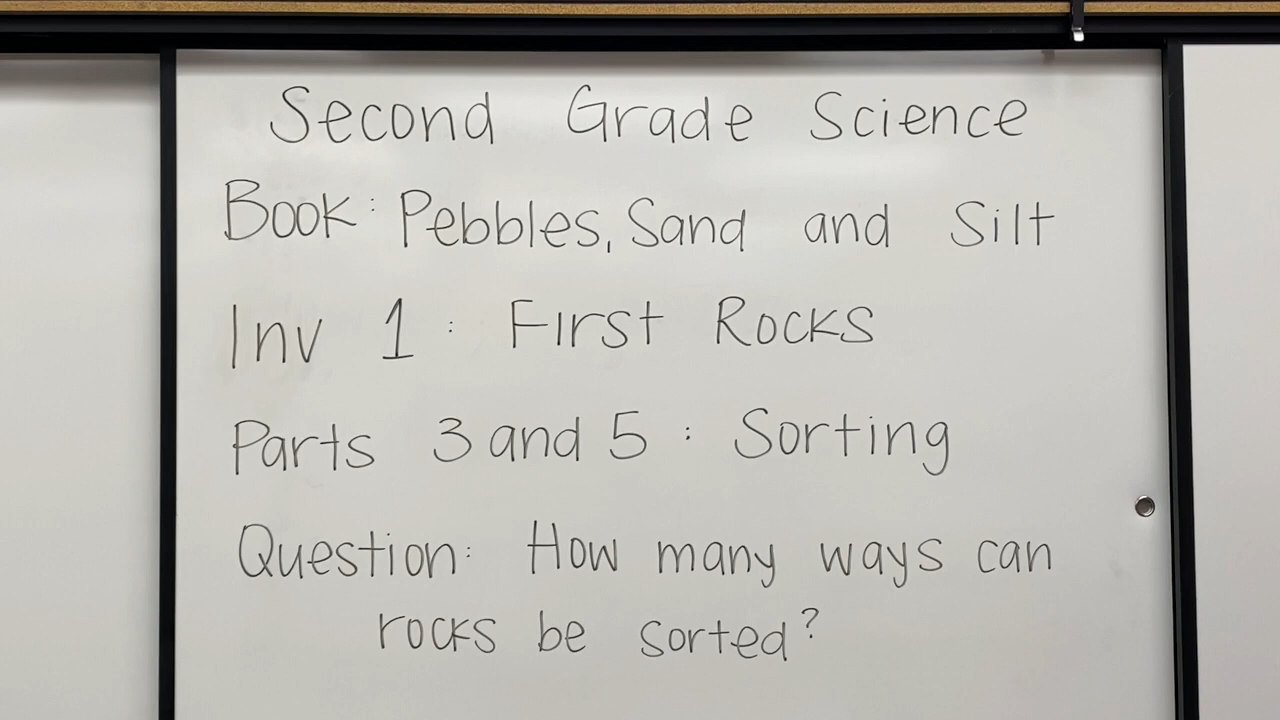 Second Grade Science
Book: Pebbles, Sand and Silt
Inv 1: First Rocks
Parts 3 and 5: Sorting
Question: How many ways can
rocks be sorted?